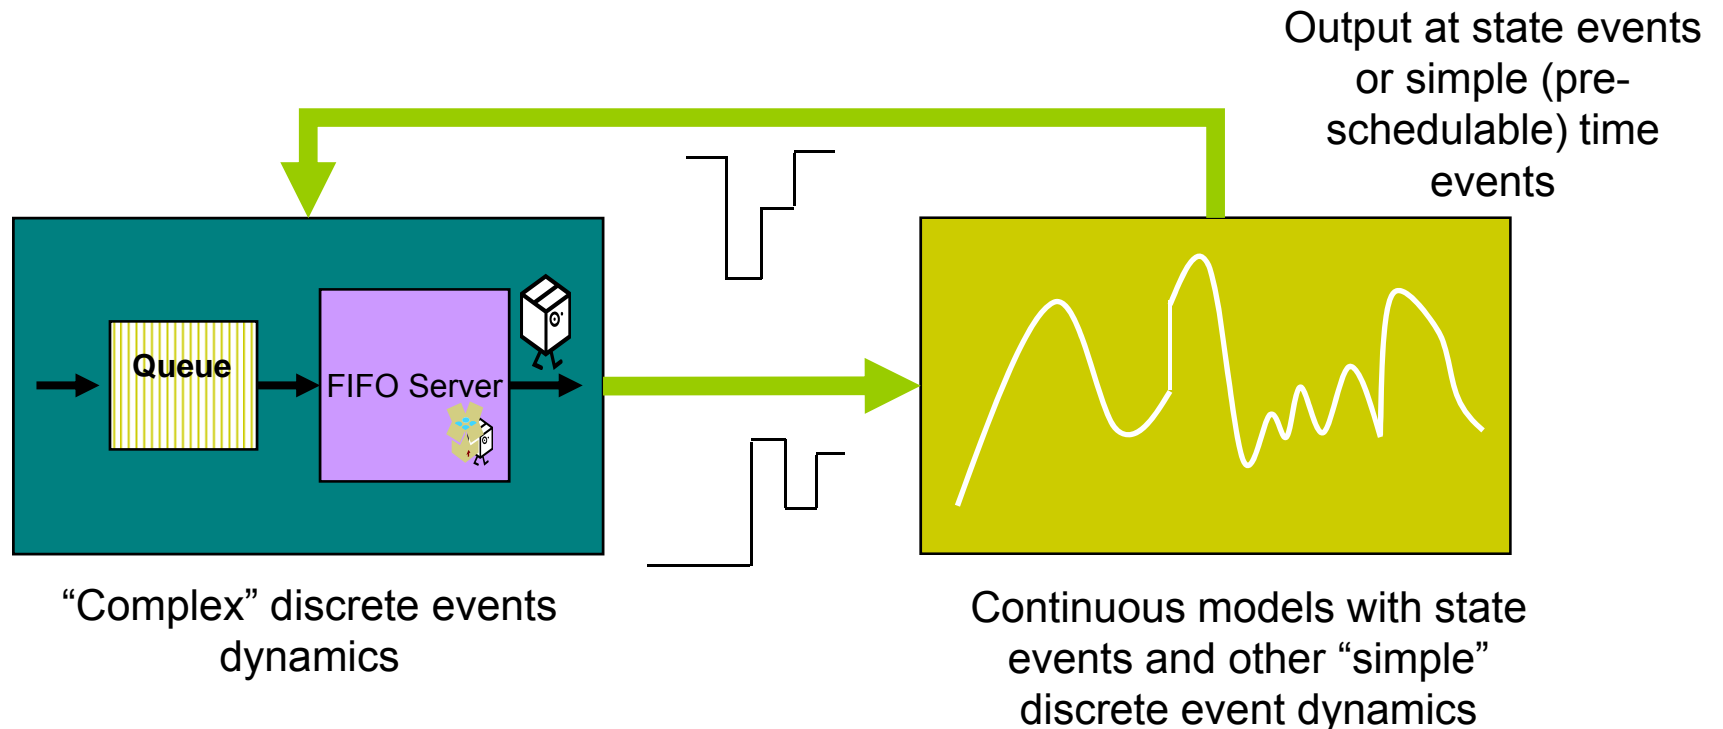 Output at state events
or simple (pre-
schedulable) time
events
Queue
FIFO Server
“Complex” discrete events
dynamics
Continuous models with state
events and other “simple”
discrete event dynamics